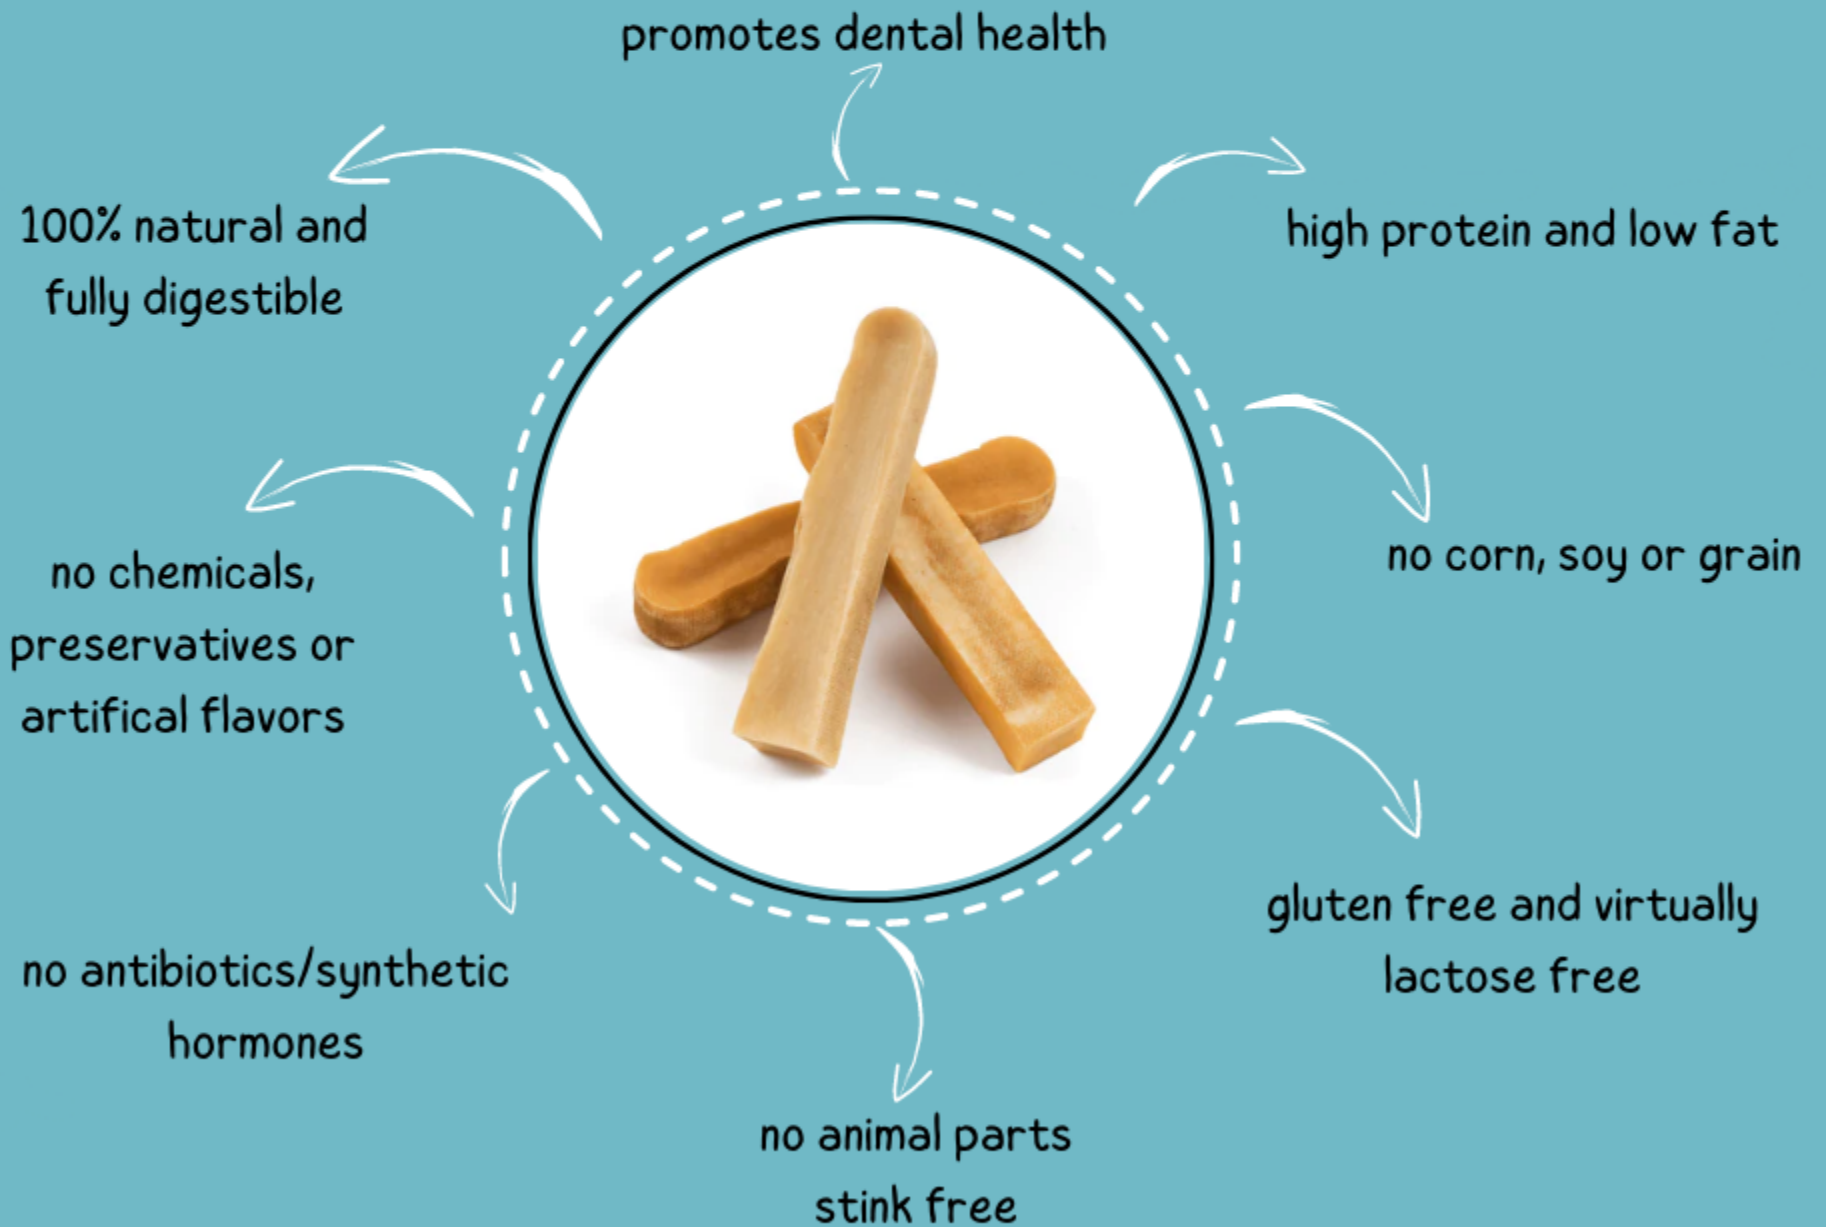 promotes dental health
100% natural and
fully digestible
high protein and low fat
no chemicals,
preservatives or
artifical flavors
no corn, soy or grain
no antibiotics/synthetic
hormones
gluten free and virtually
lactose free
no animal parts
stink free